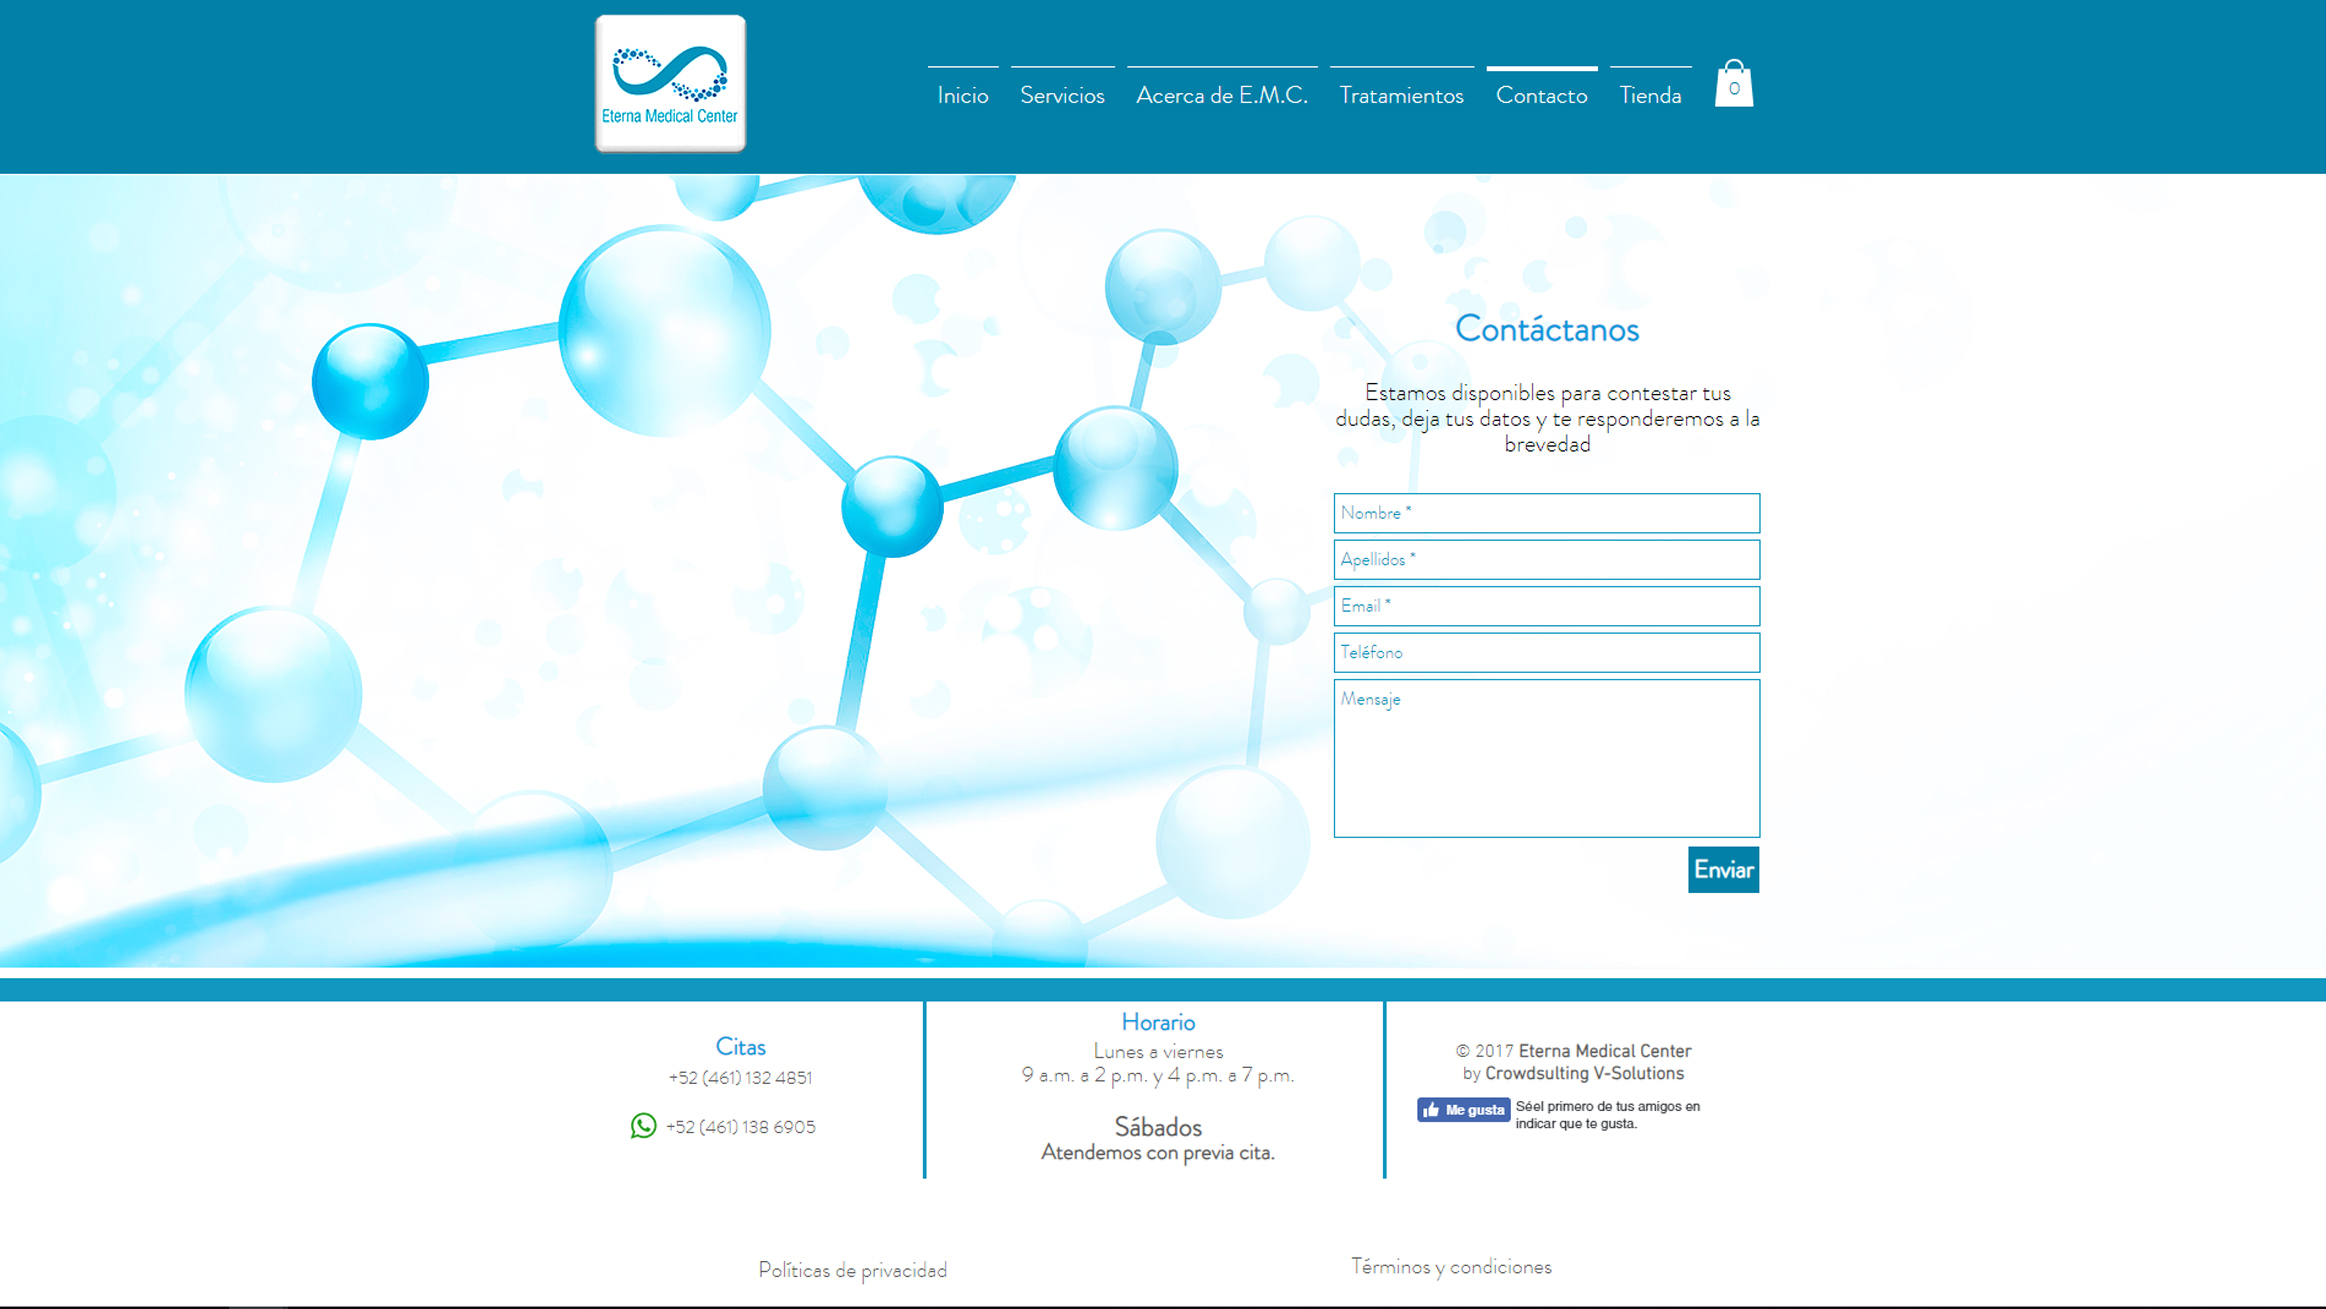 Eterna Medical Center
Inicio
Servicios
Acerca de E.M.C.
Tratamientos
Contacto
Tienda
0
Contáctanos
Estamos disponibles para contestar tus
dudas, deja tus datos y te responderemos a la
brevedad
Nombre *
Apellidos *
Email *
Teléfono
Mensaje
Enviar
Citas
+52 (461) 132 4851
+52 (461) 138 6905
Horario
Lunes a viernes
9 a.m. a 2 p.m. y 4 p.m. a 7 p.m.
Sábados
Atendemos con previa cita.
© 2017 Eterna Medical Center
by Crowdsulting V-Solutions
Me gusta
Séel primero de tus amigos en
indicar que te gusta.
Políticas de privacidad
Términos y condiciones